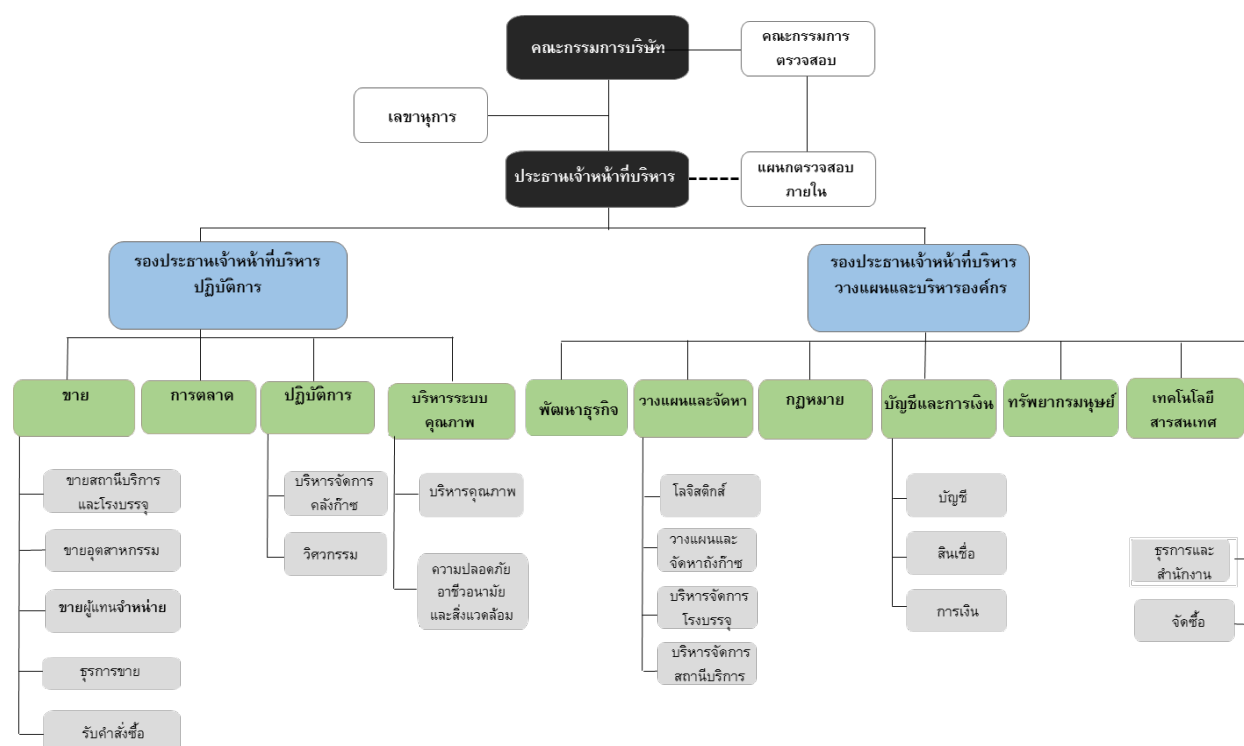 คณะกรรมการบริษัท
คณะกรรมการ
ตรวจสอบ
เลขานุการ
ประธานเจ้าหน้าที่บริหาร
แผนกตรวจสอบ
ภายใน
รองประธานเจ้าหน้าที่บริหาร
ปฏิบัติการ
รองประธานเจ้าหน้าที่บริหาร
วางแผนและบริหารองค์กร
ขาย
การตลาด
ปฏิบัติการ
บริหารระบบ
คุณภาพ
พัฒนาธุรกิจ
วางแผนและจัดหา
กฏหมาย
บัญชีและการเงิน
ทรัพยากรมนุษย์
เทคโนโลยี
สารสนเทศ
ขายสถานีบริการ
และโรงบรรจุ
ขายอุตสาหกรรม
ขายผู้แทนจำหน่าย
ธุรการขาย
รับคำสั่งซื้อ
บริหารจัดการ
คลังก๊าซ
วิศวกรรม
บริหารคุณภาพ
ความปลอดภัย
อาชีวอนามัย
และสิ่งแวดล้อม
โลจิสติกส์
วางแผนและ
จัดหาถังก๊าซ
บริหารจัดการ
โรงบรรจุ
บริหารจัดการ
สถานีบริการ
บัญชี
สินเชื่อ
การเงิน
ธุรการและ
สำนักงาน
จัดซื้อ